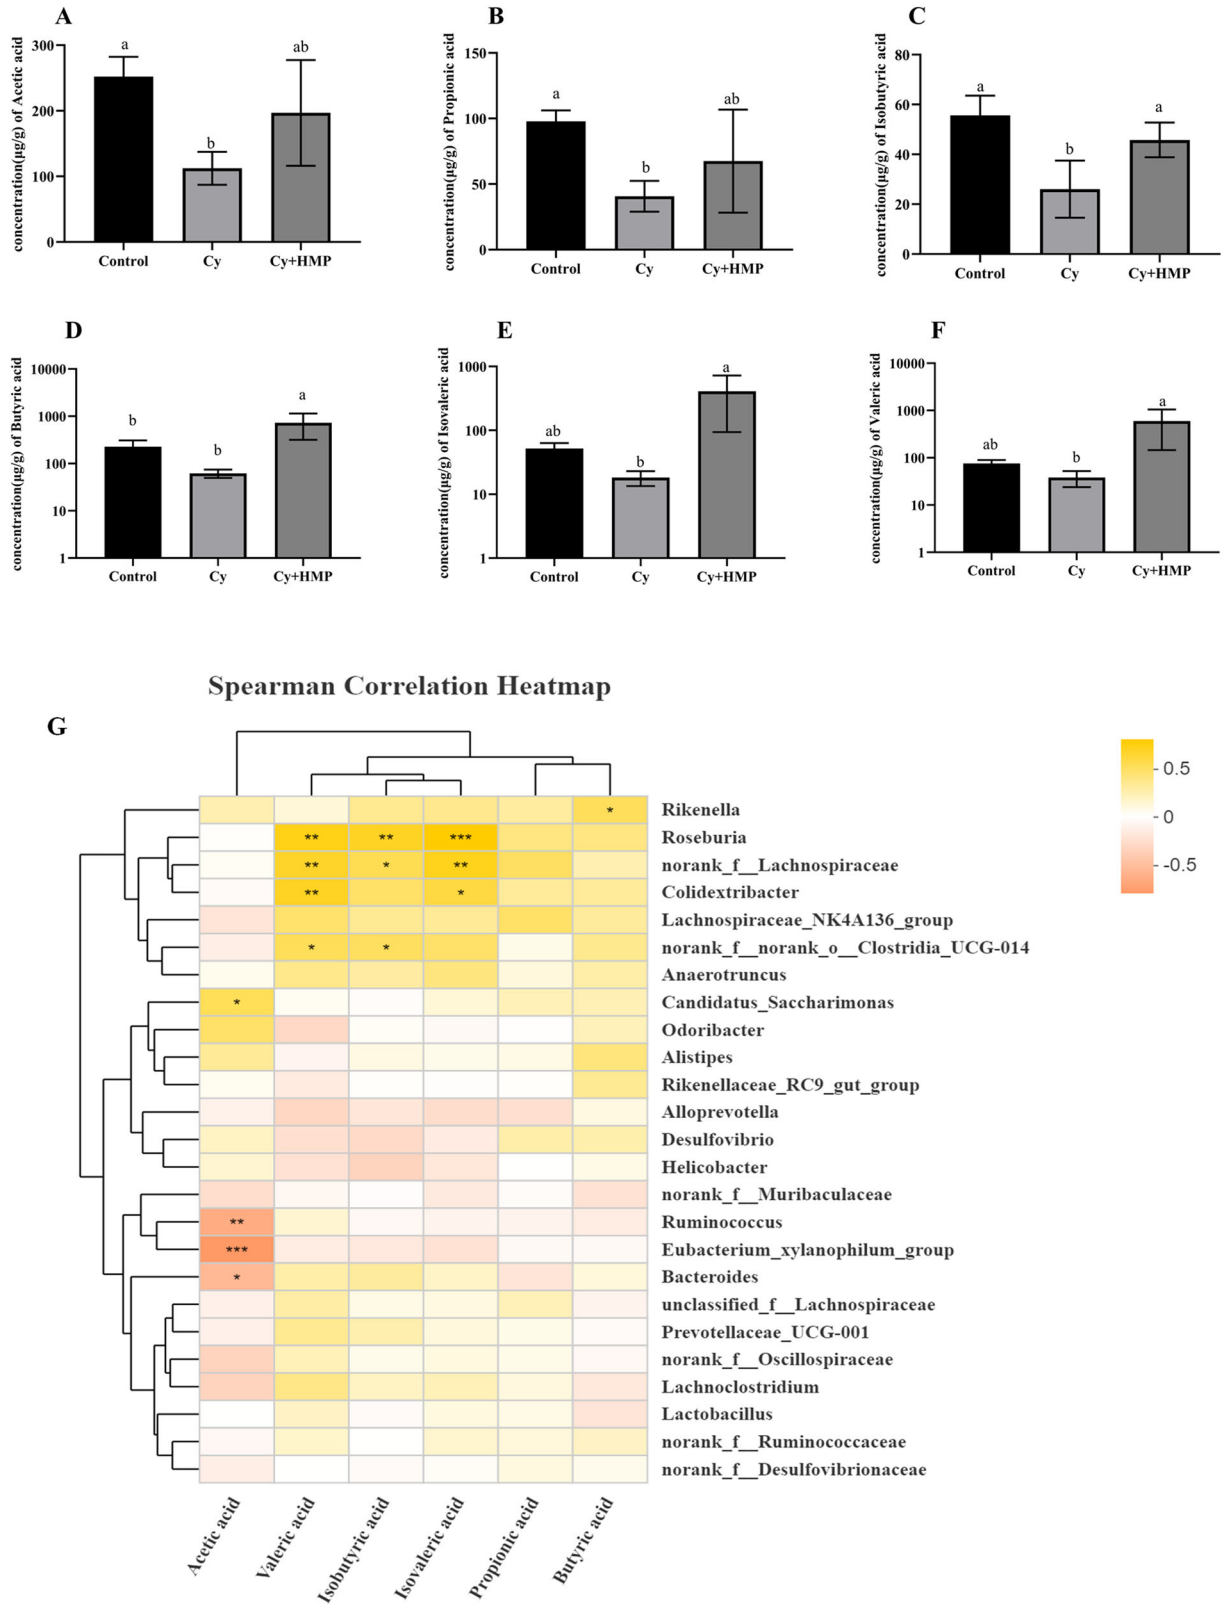 A
concentration(µg/g) of Acetic acid
300
200
100
0
a
b
ab
Control
Cy
Cy+HMP
B
concentration(µg/g) of Propionic acid
150
100
50
0
a
b
ab
Control
Cy
Cy+HMP
C
concentration(µg/g) of Isobutyric acid
80
60
40
20
0
a
b
a
Control
Cy
Cy+HMP
D
concentration(µg/g) of Butyric acid
10000
1000
100
10
1
b
b
a
Control
Cy
Cy+HMP
E
concentration(µg/g) of Isovaleric acid
1000
100
10
1
ab
b
a
Control
Cy
Cy+HMP
F
concentration(µg/g) of Valeric acid
10000
1000
100
10
1
ab
b
a
Control
Cy
Cy+HMP
Spearman Correlation Heatmap
G
0.5
0
-0.5
* Rikenella
** ** *** Roseburia
** * ** norank_f__Lachnospiraceae
** * Colidextribacter
Lachnospiraceae_NK4A136_group
* * norank_f__norank_o__Clostridia_UCG-014
Anaerotruncus
* Candidatus_Saccharimonas
Odoribacter
Alistipes
Rikenellaceae_RC9_gut_group
Alloprevotella
Desulfovibrio
Helicobacter
norank_f__Muribaculaceae
** Ruminococcus
*** Eubacterium_xylanophilum_group
* Bacteroides
unclassified_f__Lachnospiraceae
Prevotellaceae_UCG-001
norank_f__Oscillospiraceae
Lachnoclostridium
Lactobacillus
norank_f__Ruminococcaceae
norank_f__Desulfovibrionaceae
Acetic acid
Valeric acid
Isobutyric acid
Isovaleric acid
Propionic acid
Butyric acid